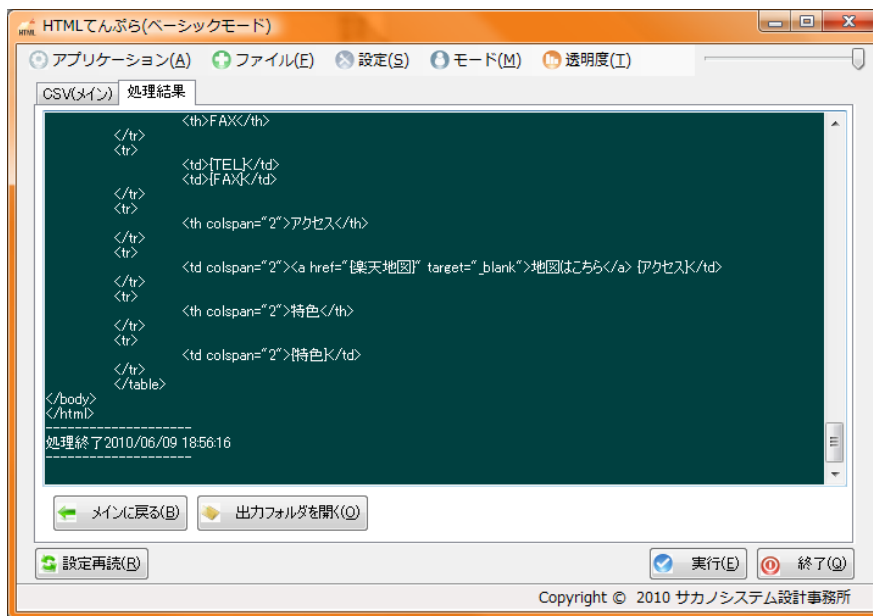 HTMLてんぷら(ベーシックモード)
アプリケーション(A) ファイル(F) 設定(S) モード(M) 透明度(T)
CSV(メイン) 処理結果
<th>FAX</th>
</tr>
<tr>
<td>{TEL}</td>
<td>{FAX}</td>
</tr>
<tr>
<th colspan="2">アクセス</th>
</tr>
<tr>
<td colspan="2"><a href="{楽天地図}" target="_blank">地図はこちら</a> {アクセス}</td>
</tr>
<tr>
<th colspan="2">特色</th>
</tr>
<tr>
<td colspan="2">{特色}</td>
</tr>
</table>
</body>
</html>
--------------------
処理終了2010/06/09 18:56:16
--------------------
メインに戻る(B) 出力フォルダを開く(O)
設定再読(R) 実行(E) 終了(Q)
Copyright © 2010 サカノシステム設計事務所